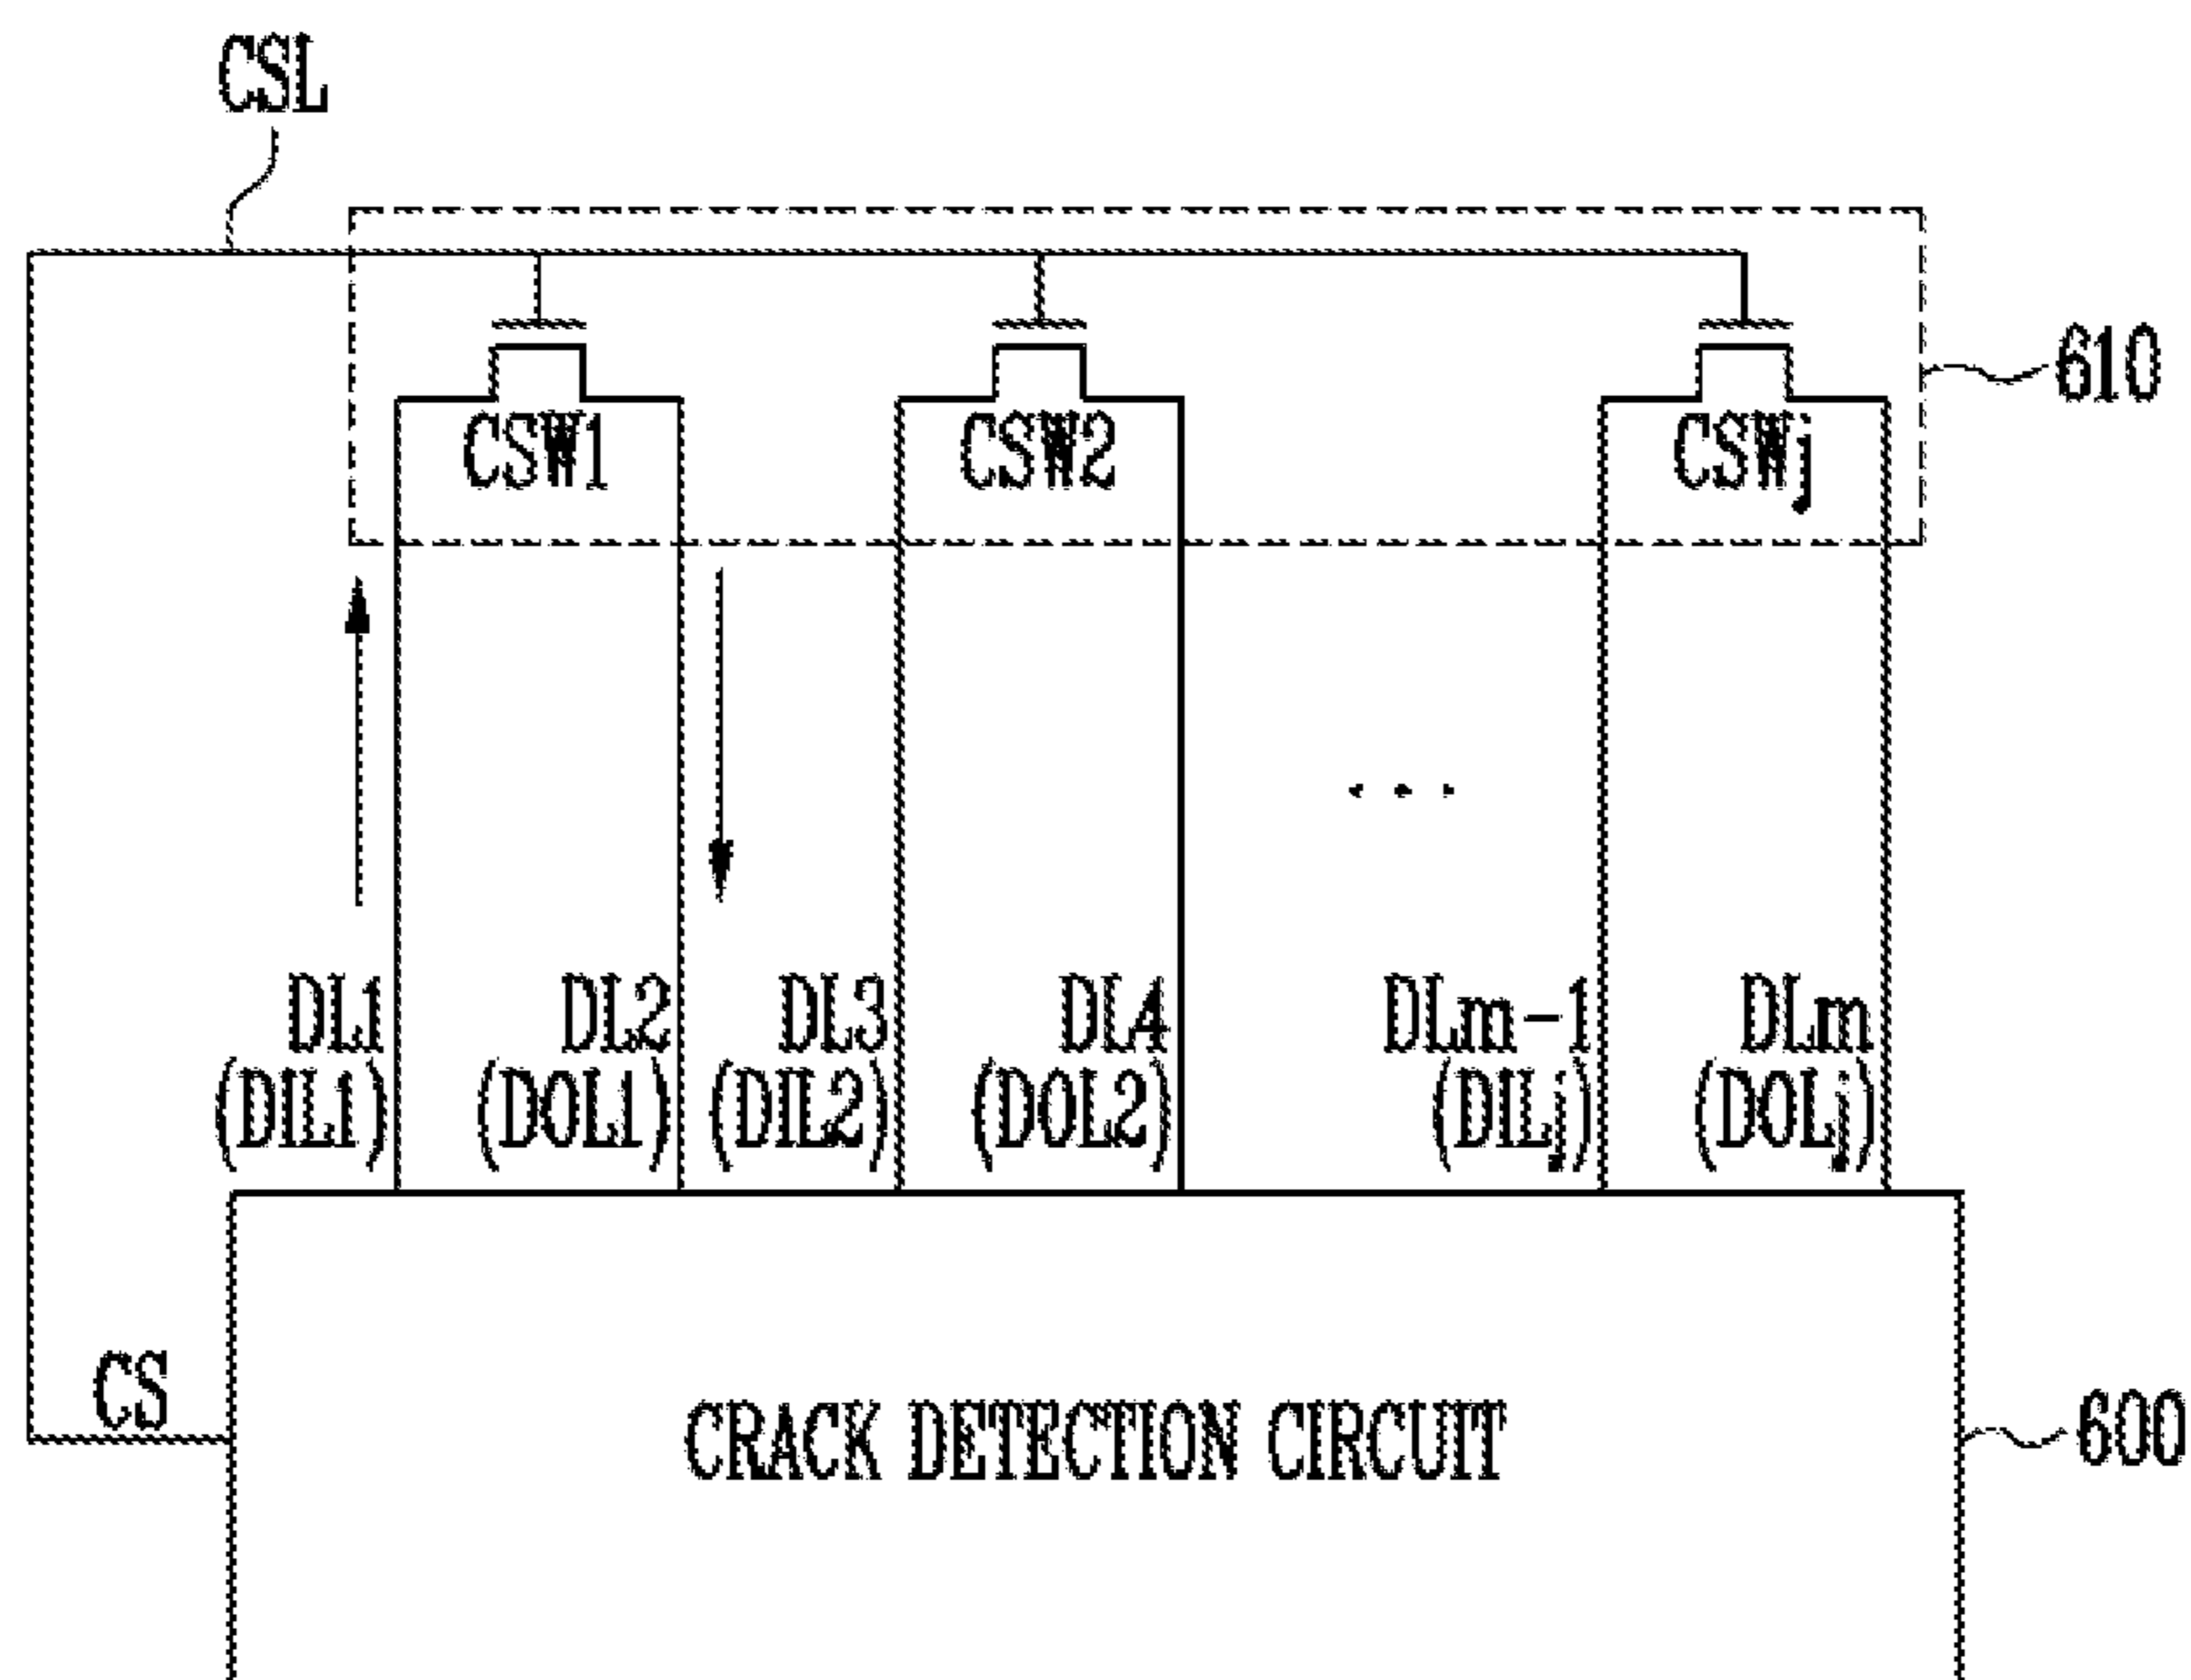 CSL
610
CSW1 CSW2 CSWj
DL1 DL2 DL3 DL4 DLm-1 DLm
(DIL1) (DOL1) (DIL2) (DOL2) (DILj) (DOLj)
...
CS
CRACK DETECTION CIRCUIT
600